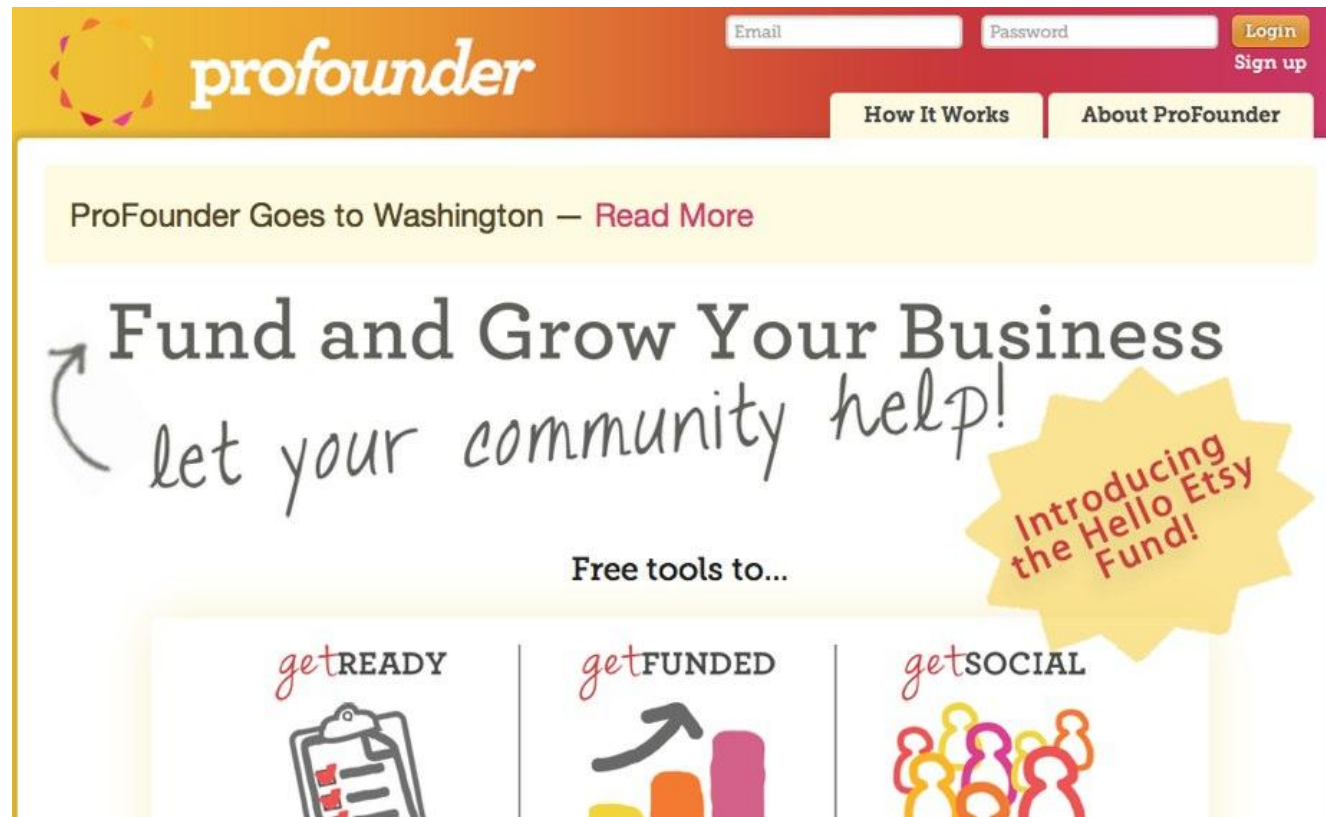 profounder
Email
Password
Login
Sign up
How It Works
About ProFounder
ProFounder Goes to Washington — Read More
Fund and Grow Your Business
let your community help!
Introducing
the Hello Etsy
Fund!
Free tools to...
getREADY
getFUNDED
getSOCIAL